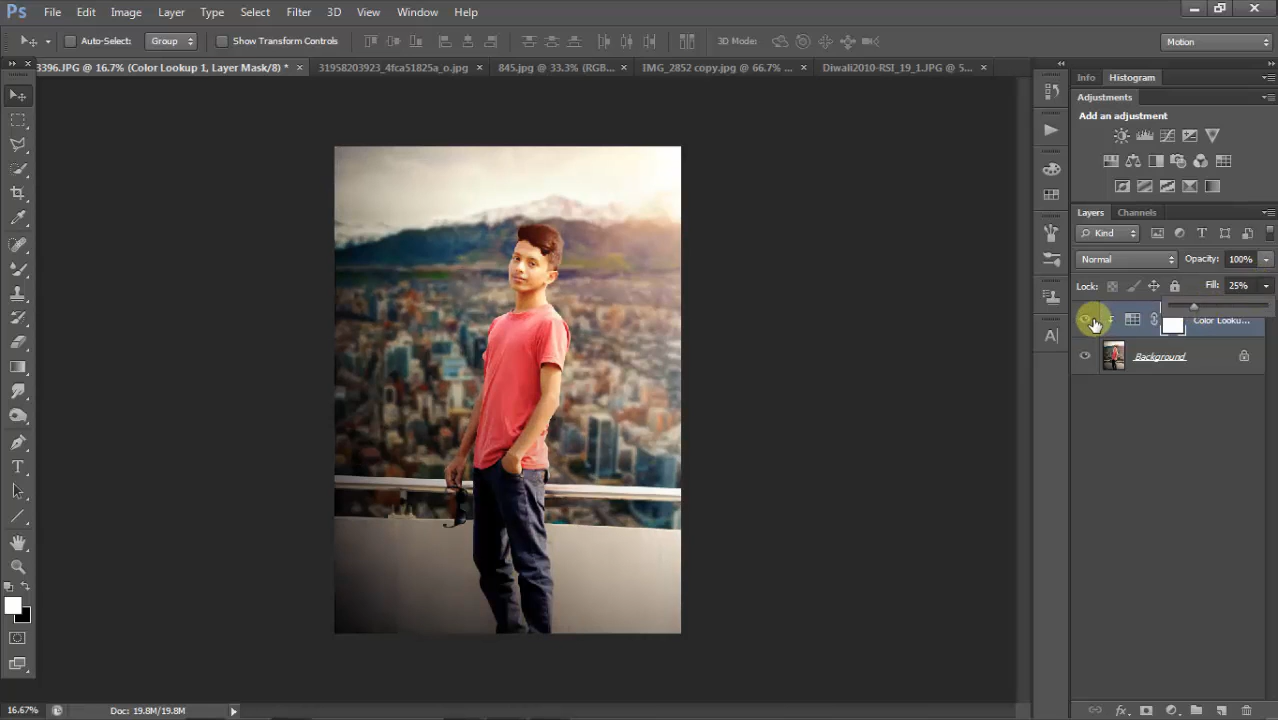 Ps File Edit Image Layer Type Select Filter 3D View Window Help
Auto-Select: Group Show Transform Controls 3D Mode: Motion
3396.JPG @ 16.7% (Color Lookup 1, Layer Mask/8) * × 31958203923_4fca51825a_o.jpg × 845.jpg @ 33.3% (RGB... × IMG_2852 copy.jpg @ 66.7% ... × Diwali2010-RSI_19_1.JPG @ 5... ×
Info Histogram
Adjustments
Add an adjustment
Layers Channels
Kind
Normal Opacity: 100%
Lock: Fill: 25%
Color Looku...
Background
16.67% Doc: 19.8M/19.8M